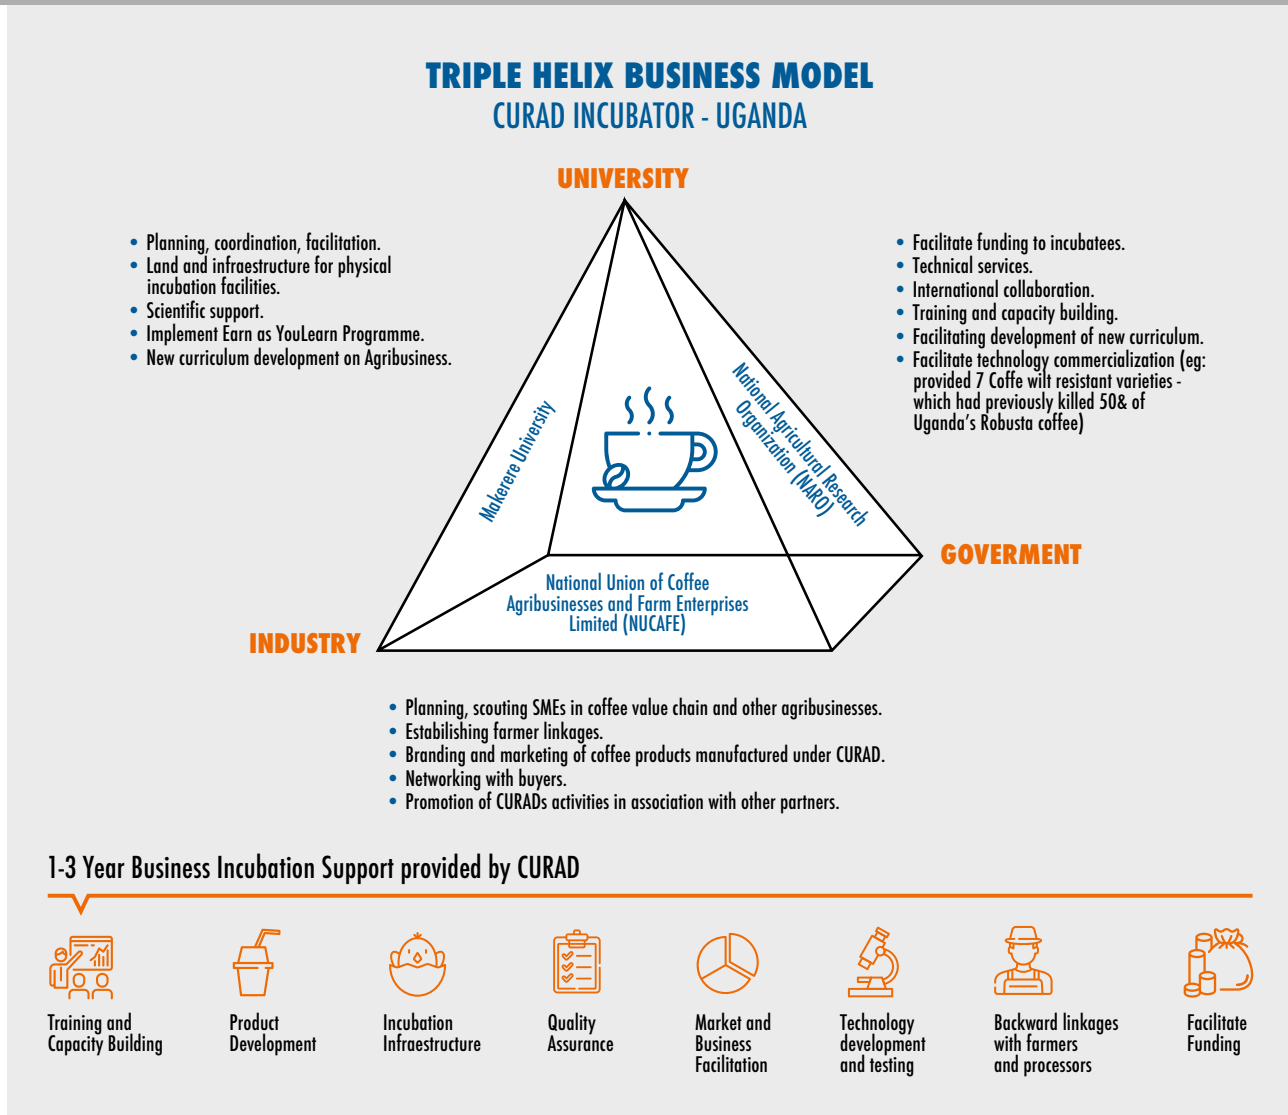 TRIPLE HELIX BUSINESS MODEL
CURAD INCUBATOR - UGANDA
UNIVERSITY
• Planning, coordination, facilitation.
• Land and infraestructure for physical
incubation facilities.
• Scientific support.
• Implement Earn as YouLearn Programme.
• New curriculum development on Agribusiness.
• Facilitate funding to incubatees.
• Technical services.
• International collaboration.
• Training and capacity building.
• Facilitating development of new curriculum.
• Facilitate technology commercialization (eg:
provided 7 Coffe wilt resistant varieties -
which had previously killed 50& of
Uganda's Robusta coffee)
Makerere University
National Agricultural Research
Organization (NARO)
GOVERMENT
National Union of Coffee
Agribusinesses and Farm Enterprises
Limited (NUCAFE)
INDUSTRY
• Planning, scouting SMEs in coffee value chain and other agribusinesses.
• Estabilishing farmer linkages.
• Branding and marketing of coffee products manufactured under CURAD.
• Networking with buyers.
• Promotion of CURADs activities in association with other partners.
1-3 Year Business Incubation Support provided by CURAD
Training and
Capacity Building
Product
Development
Incubation
Infraestructure
Quality
Assurance
Market and
Business
Facilitation
Technology
development
and testing
Backward linkages
with farmers
and processors
Facilitate
Funding